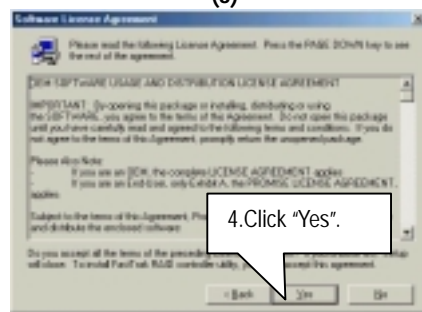 Software License Agreement
Please read the following License Agreement. Press the PAGE DOWN key to see
the rest of the agreement.
OEM SOFTWARE USAGE AND DISTRIBUTION LICENSE AGREEMENT
IMPORTANT: By opening this package or installing, distributing or using
the SOFTWARE, you agree to the terms of this Agreement. Do not open this package
until you have carefully read and agreed to the following terms and conditions. If you do
not agree to the terms of this Agreement, promptly return the unopened package.
Please Also Note:
- If you are an OEM, the complete LICENSE AGREEMENT applies
- If you are an End-User, only Exhibit A, the PROMISE LICENSE AGREEMENT,
applies.
Subject to the terms of this Agreement,
and distribute the enclosed software
4.Click "Yes".
Do you accept all the terms of the preceding
will close. To install FastTrak RAID controller utility, you accept this agreement.
< Back
Yes
No